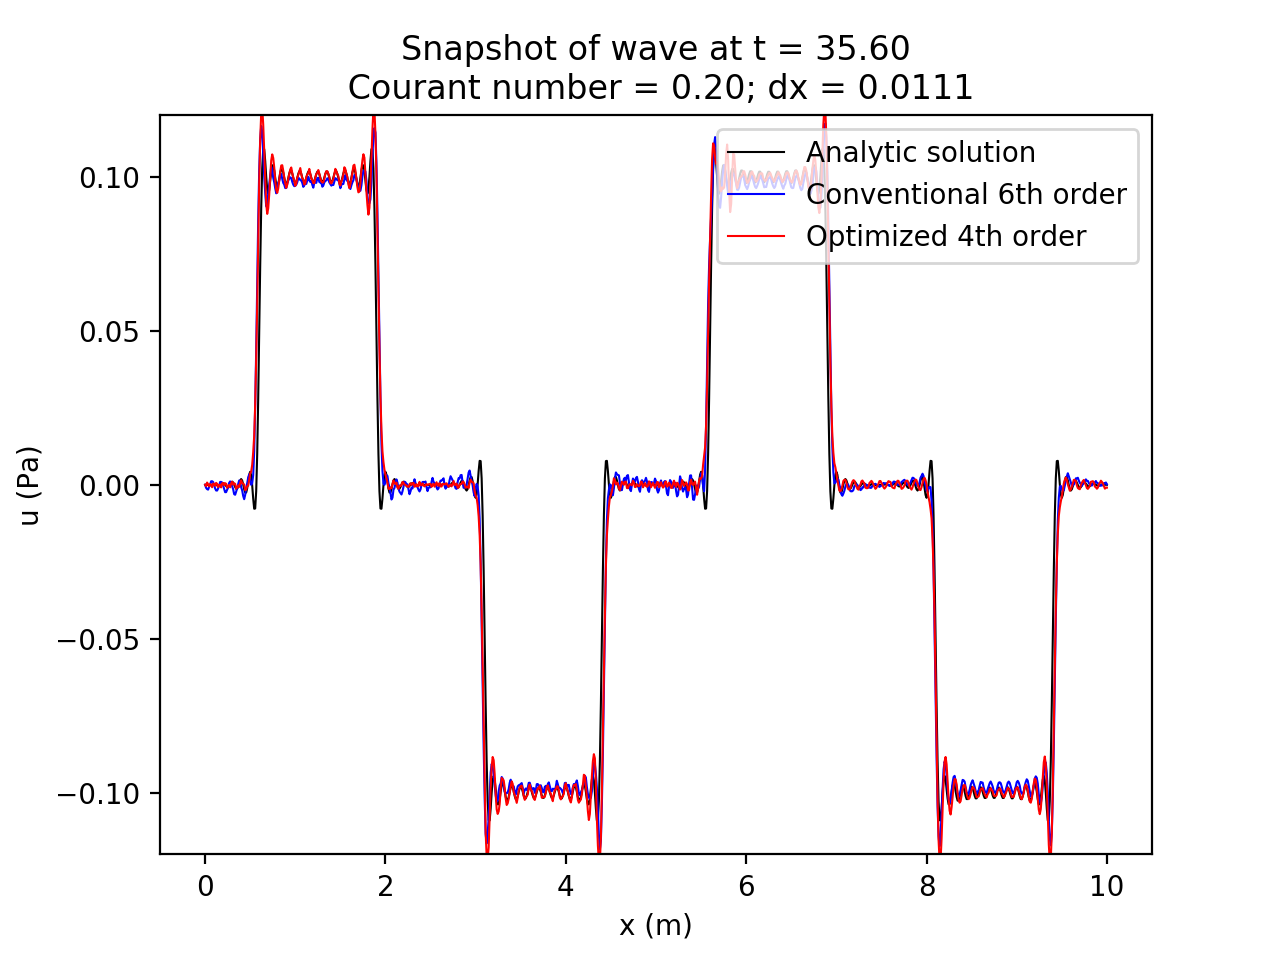 Snapshot of wave at t = 35.60
Courant number = 0.20; dx = 0.0111
Analytic solution
Conventional 6th order
Optimized 4th order
0.10
0.05
0.00
−0.05
−0.10
u (Pa)
0 2 4 6 8 10
x (m)